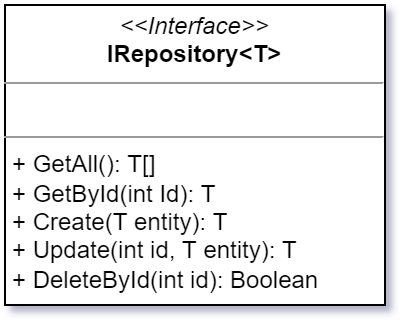 <<Interface>>
IRepository<T>
+ GetAll(): T[]
+ GetById(int Id): T
+ Create(T entity): T
+ Update(int id, T entity): T
+ DeleteById(int id): Boolean